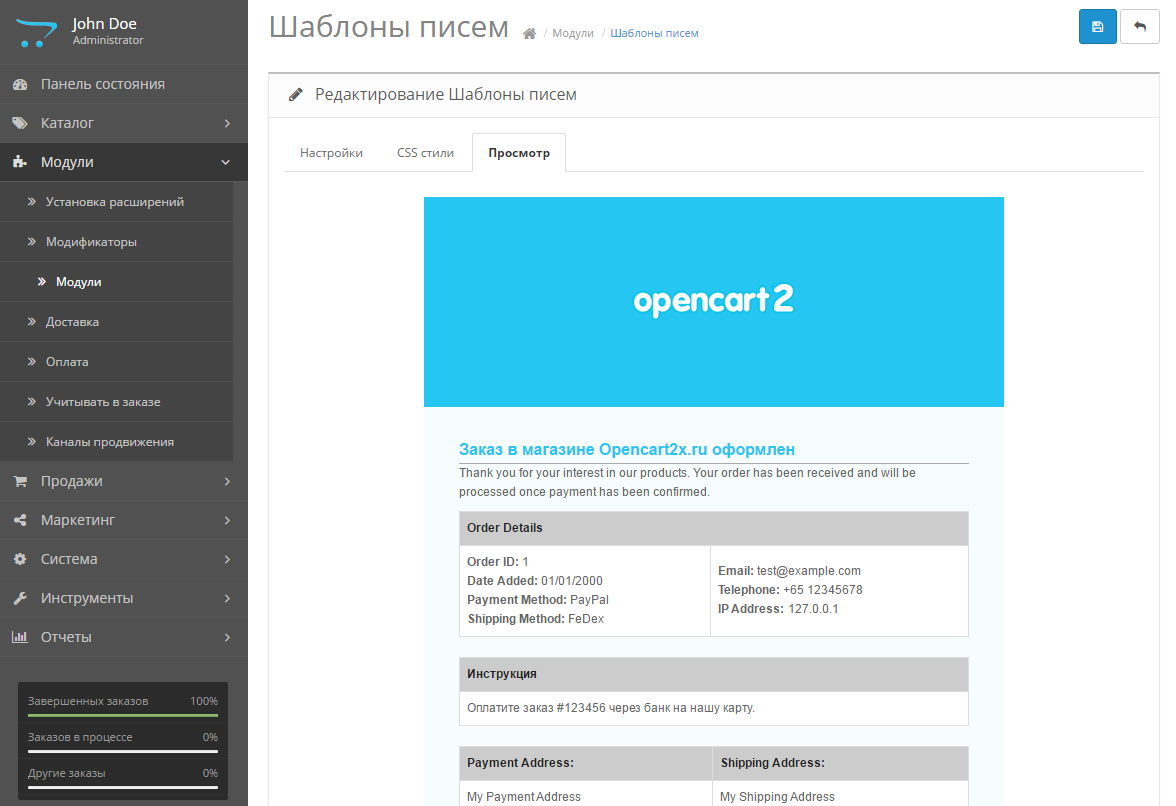 John Doe
Administrator
Панель состояния
Каталог
Модули
Установка расширений
Модификаторы
Модули
Доставка
Оплата
Учитывать в заказе
Каналы продвижения
Продажи
Маркетинг
Система
Инструменты
Отчеты
Завершенных заказов 100%
Заказов в процессе 0%
Другие заказы 0%
Шаблоны писем / Модули / Шаблоны писем
Редактирование Шаблоны писем
Настройки CSS стили Просмотр
opencart2
Заказ в магазине Opencart2x.ru оформлен
Thank you for your interest in our products. Your order has been received and will be
processed once payment has been confirmed.
Order Details
Order ID: 1
Date Added: 01/01/2000
Payment Method: PayPal
Shipping Method: FeDex
Email: test@example.com
Telephone: +65 12345678
IP Address: 127.0.0.1
Инструкция
Оплатите заказ #123456 через банк на нашу карту.
Payment Address: Shipping Address:
My Payment Address My Shipping Address